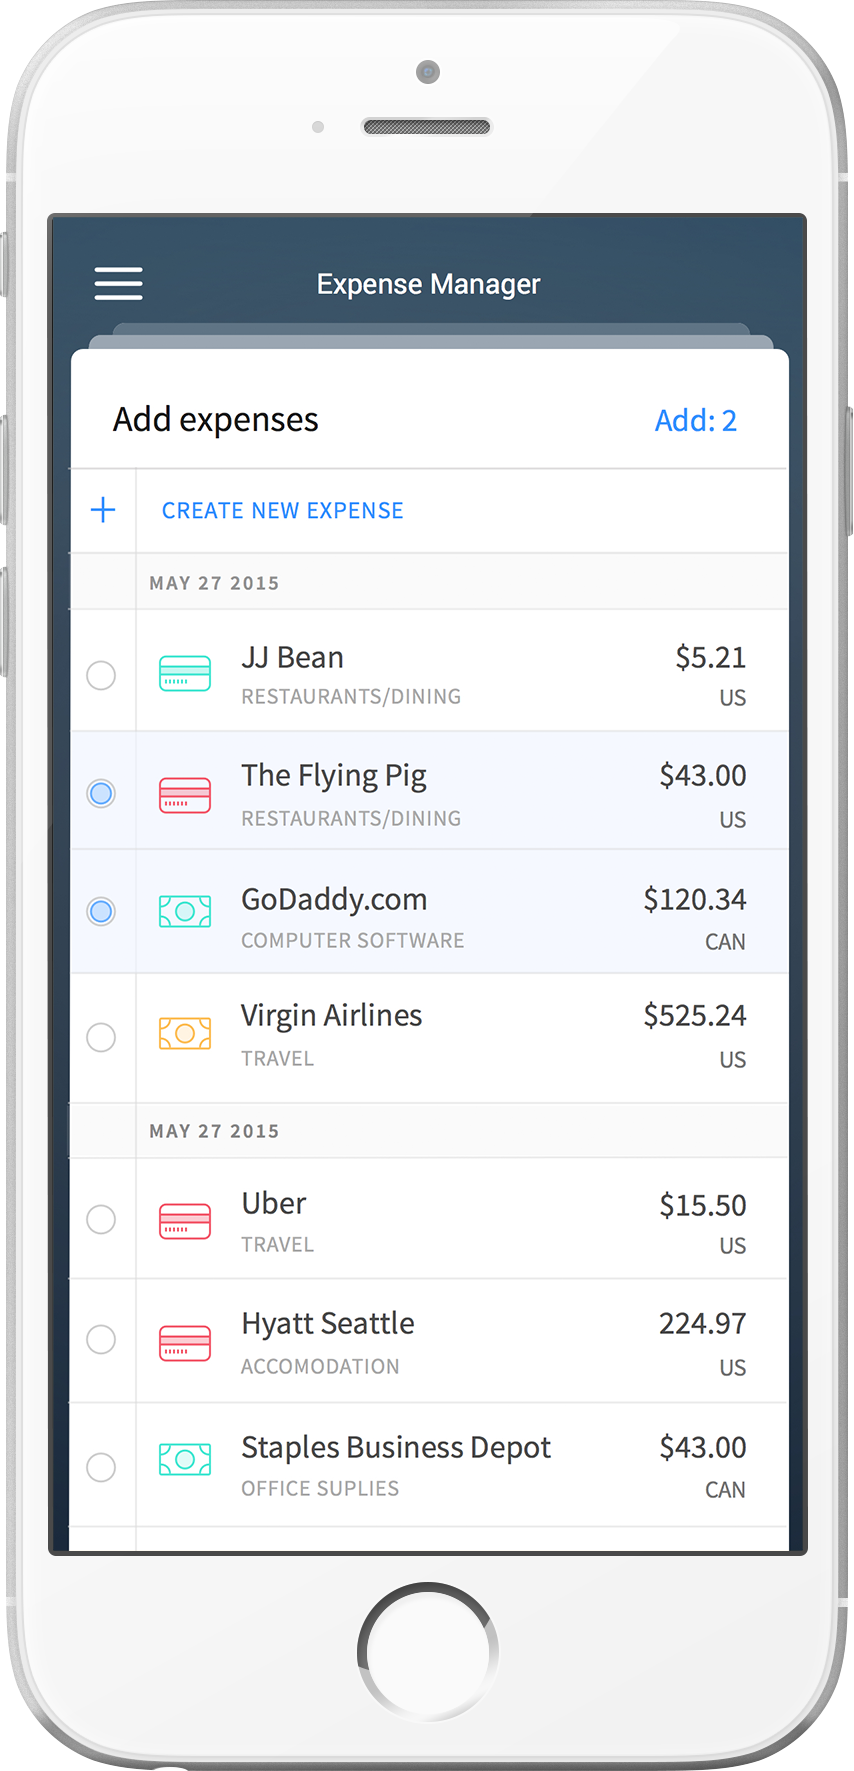 Expense Manager
Add expenses Add: 2
+ CREATE NEW EXPENSE
MAY 27 2015
JJ Bean $5.21
RESTAURANTS/DINING US
The Flying Pig $43.00
RESTAURANTS/DINING US
GoDaddy.com $120.34
COMPUTER SOFTWARE CAN
Virgin Airlines $525.24
TRAVEL US
MAY 27 2015
Uber $15.50
TRAVEL US
Hyatt Seattle 224.97
ACCOMODATION US
Staples Business Depot $43.00
OFFICE SUPLIES CAN